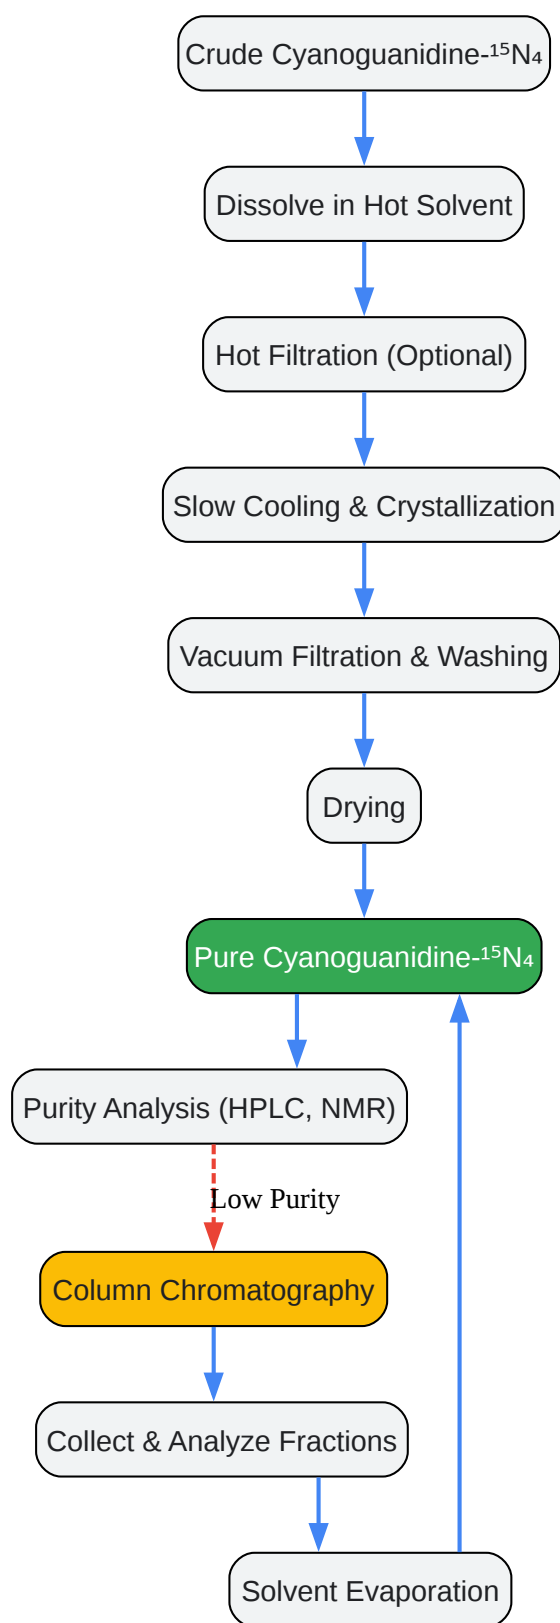 Crude Cyanoguanidine-¹⁵N₄
Dissolve in Hot Solvent
Hot Filtration (Optional)
Slow Cooling & Crystallization
Vacuum Filtration & Washing
Drying
Pure Cyanoguanidine-¹⁵N₄
Purity Analysis (HPLC, NMR)
Low Purity
Column Chromatography
Collect & Analyze Fractions
Solvent Evaporation